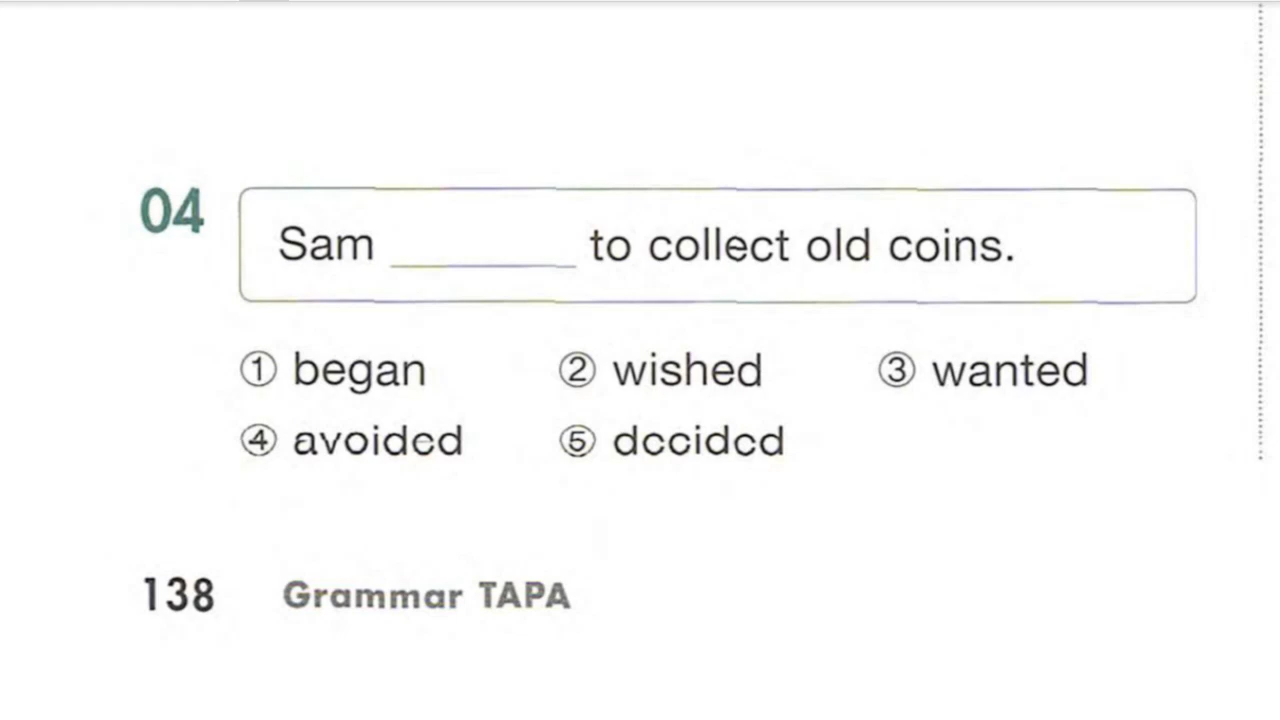 04
Sam ________ to collect old coins.
① began ② wished ③ wanted
④ avoided ⑤ decided
138 Grammar TAPA